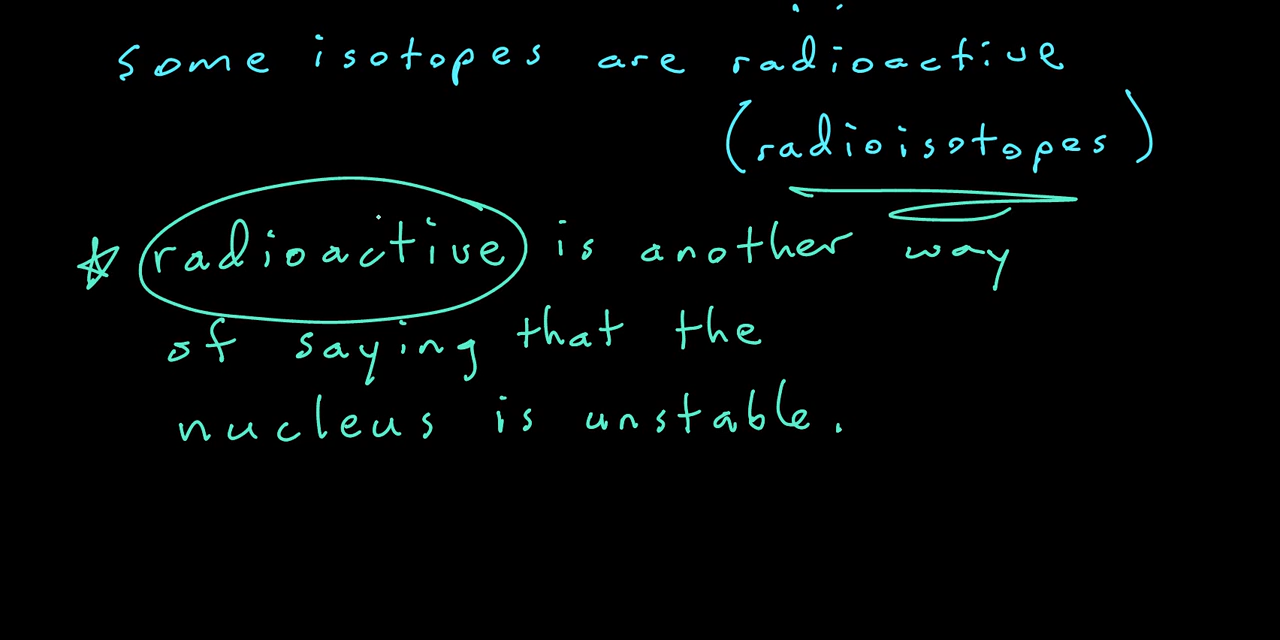 some isotopes are radioactive
(radioisotopes)
☆ radioactive is another way
of saying that the
nucleus is unstable.